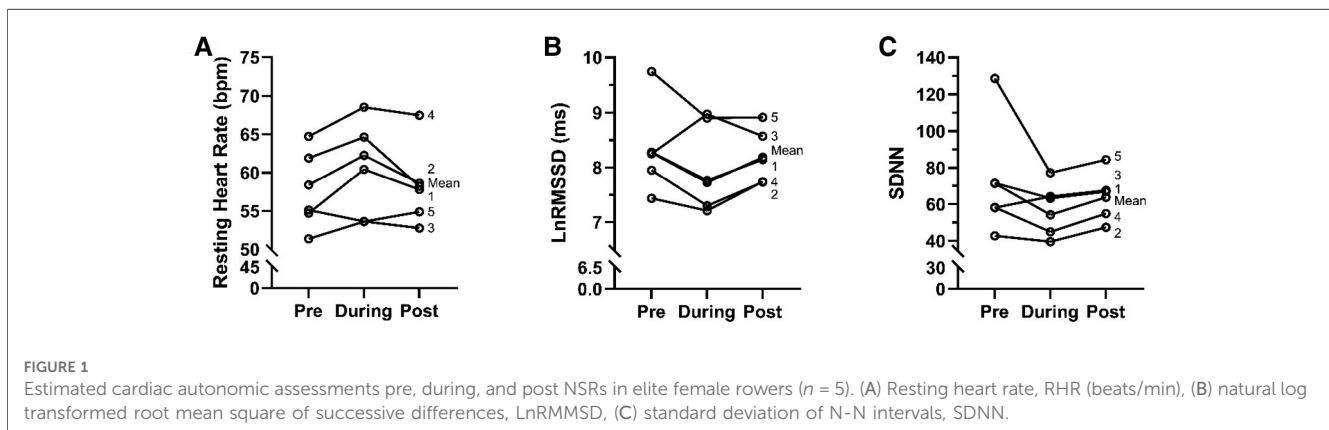 A
Resting Heart Rate (bpm)
75
70
65
60
55
50
45
0
4
2
Mean
1
5
3
Pre During Post
B
LnRMSSD (ms)
10
9
8
7
6.5
0.0
5
3
Mean
1
4
2
Pre During Post
C
SDNN
140
120
100
80
60
40
30
0
5
3
1
Mean
4
2
Pre During Post
FIGURE 1
Estimated cardiac autonomic assessments pre, during, and post NSRs in elite female rowers (n = 5). (A) Resting heart rate, RHR (beats/min), (B) natural log
transformed root mean square of successive differences, LnRMMSD, (C) standard deviation of N-N intervals, SDNN.